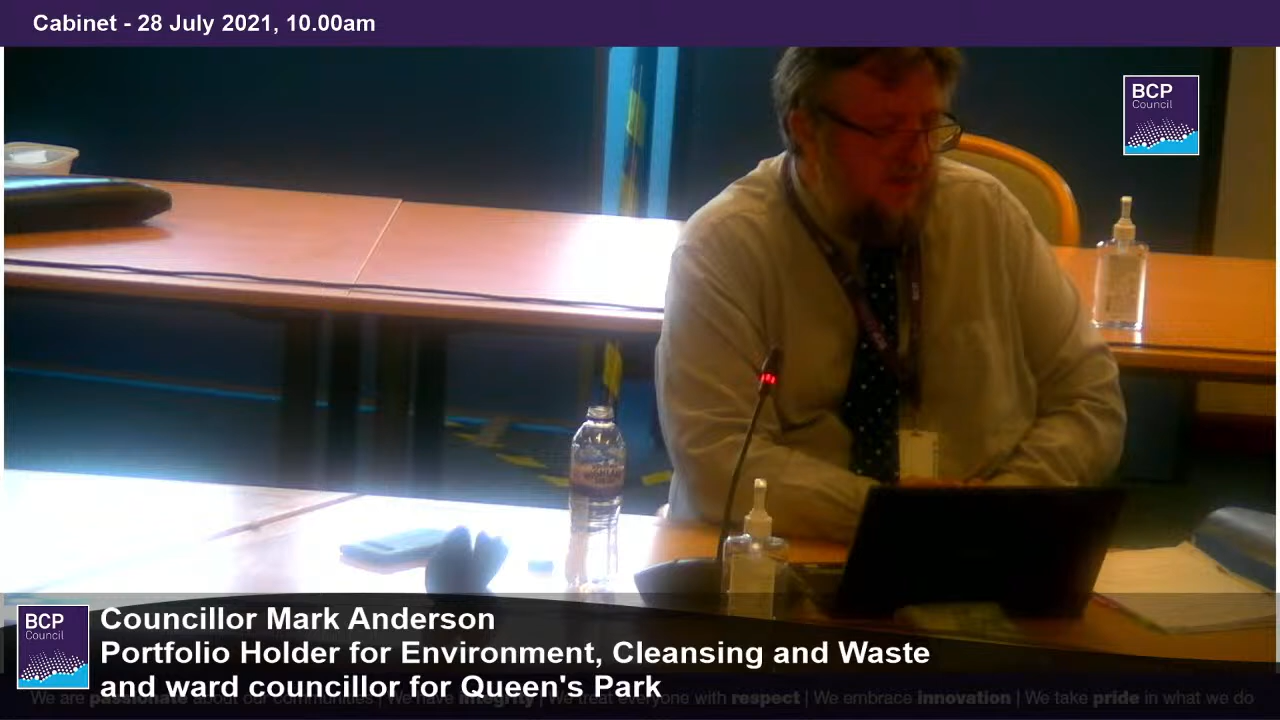 Cabinet - 28 July 2021, 10.00am
BCP
Council
BCP
Council
Councillor Mark Anderson
Portfolio Holder for Environment, Cleansing and Waste
and ward councillor for Queen's Park
We are passionate about our communities | We have integrity | We treat everyone with respect | We embrace innovation | We take pride in what we do